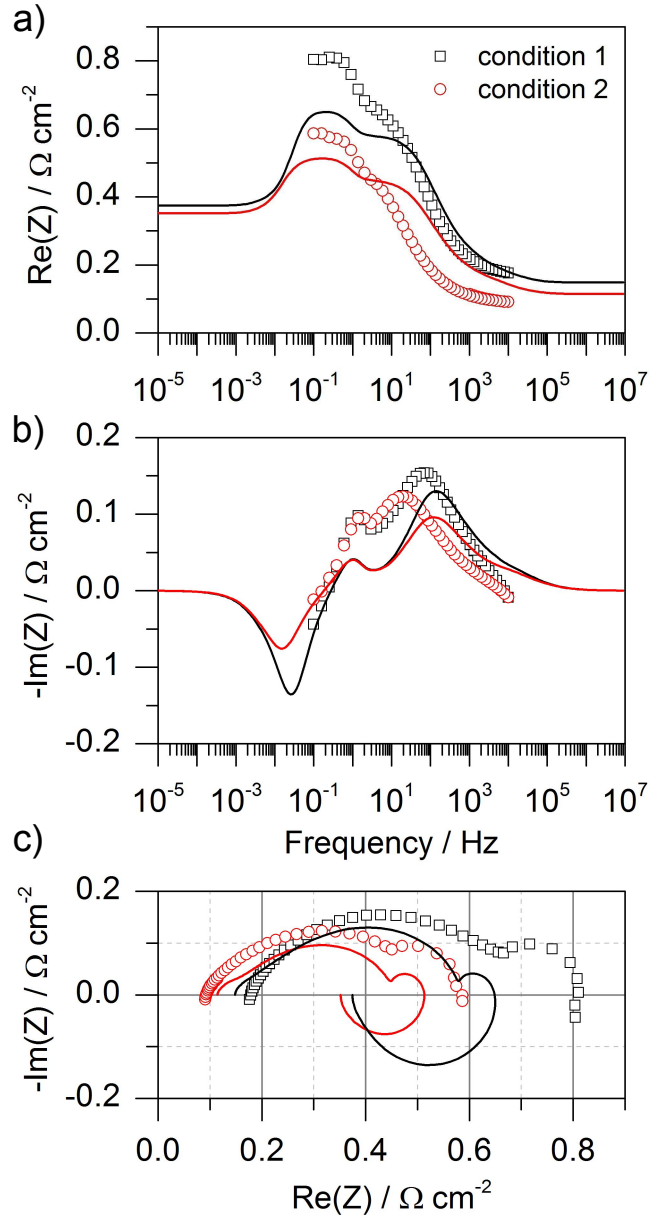 a)
condition 1
condition 2
0.8
0.6
0.4
0.2
0.0
Re(Z) / Ω cm⁻²
10⁻⁵ 10⁻³ 10⁻¹ 10¹ 10³ 10⁵ 10⁷
b)
0.2
0.1
0.0
-0.1
-0.2
-Im(Z) / Ω cm⁻²
10⁻⁵ 10⁻³ 10⁻¹ 10¹ 10³ 10⁵ 10⁷
Frequency / Hz
c)
0.2
0.0
-0.2
-Im(Z) / Ω cm⁻²
0.0 0.2 0.4 0.6 0.8
Re(Z) / Ω cm⁻²